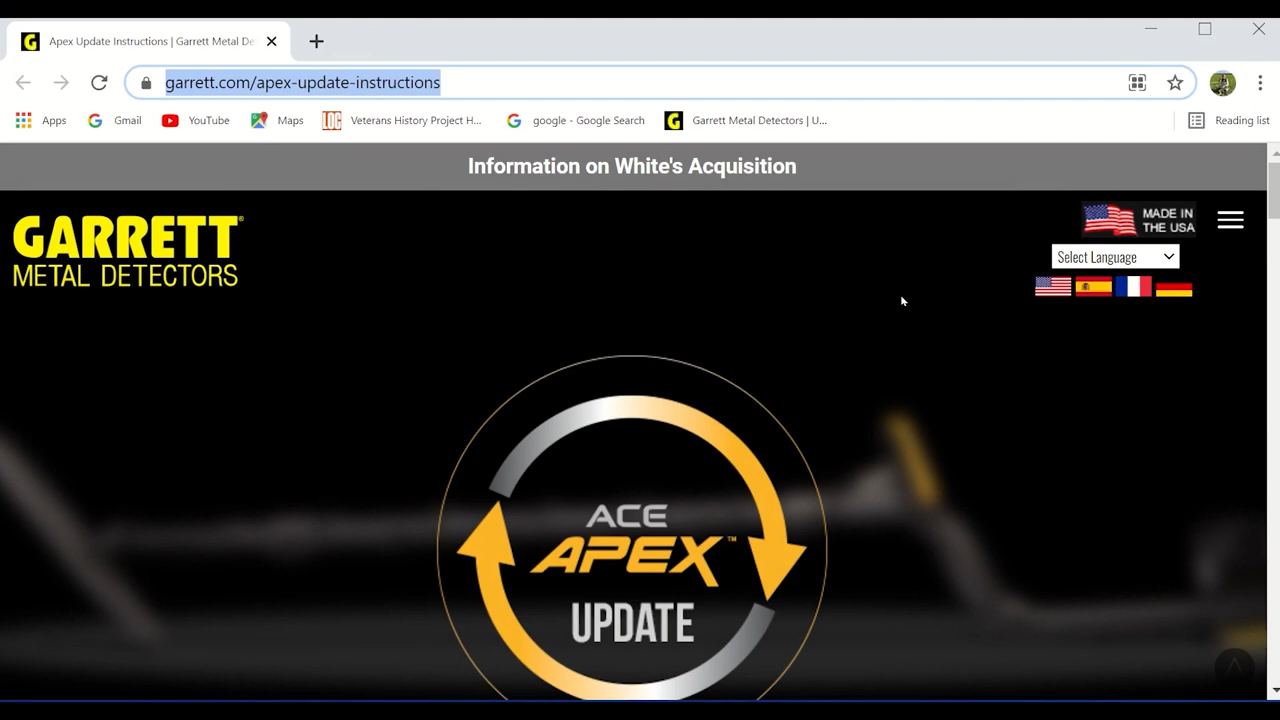 Apex Update Instructions | Garrett Metal De
garrett.com/apex-update-instructions
Apps Gmail YouTube Maps Veterans History Project H... google - Google Search Garrett Metal Detectors | U... Reading list
Information on White's Acquisition
GARRETT®
METAL DETECTORS
MADE IN
THE USA
Select Language
ACE
APEX™
UPDATE